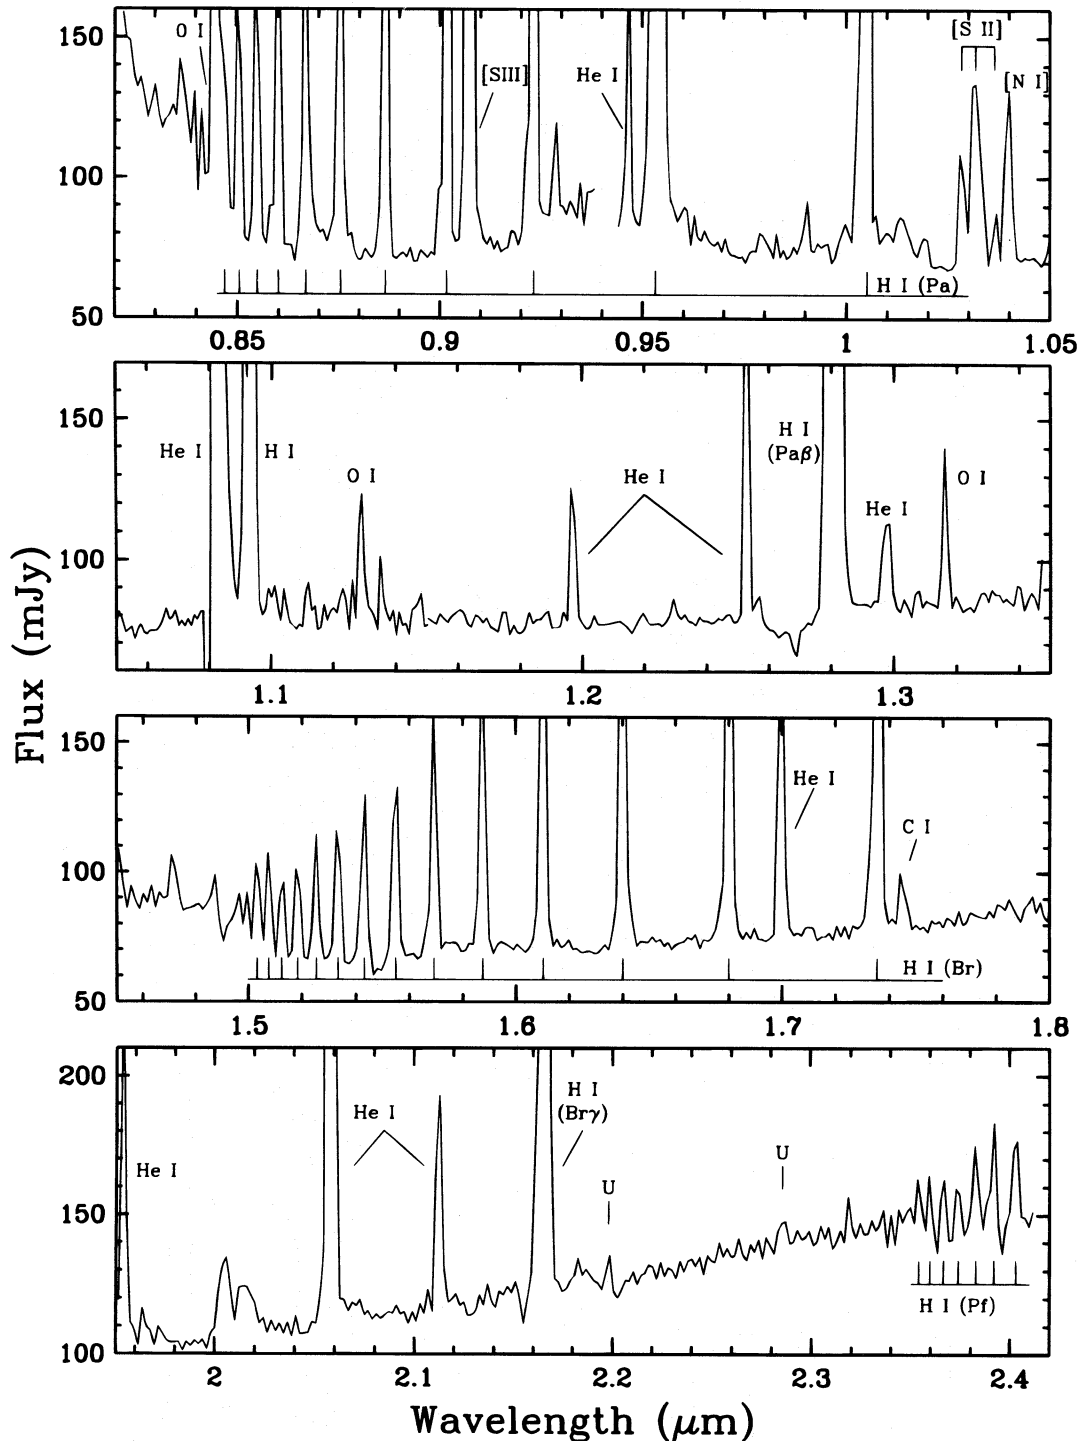 150
100
50
O I
[SIII]
He I
[S II]
[N I]
H I (Pa)
0.85 0.9 0.95 1 1.05
150
100
He I
H I
O I
He I
H I
(Paβ)
He I
O I
1.1 1.2 1.3
Flux (mJy)
150
100
50
He I
C I
H I (Br)
1.5 1.6 1.7 1.8
200
150
100
He I
He I
H I
(Brγ)
U
U
H I (Pf)
2 2.1 2.2 2.3 2.4
Wavelength (μm)